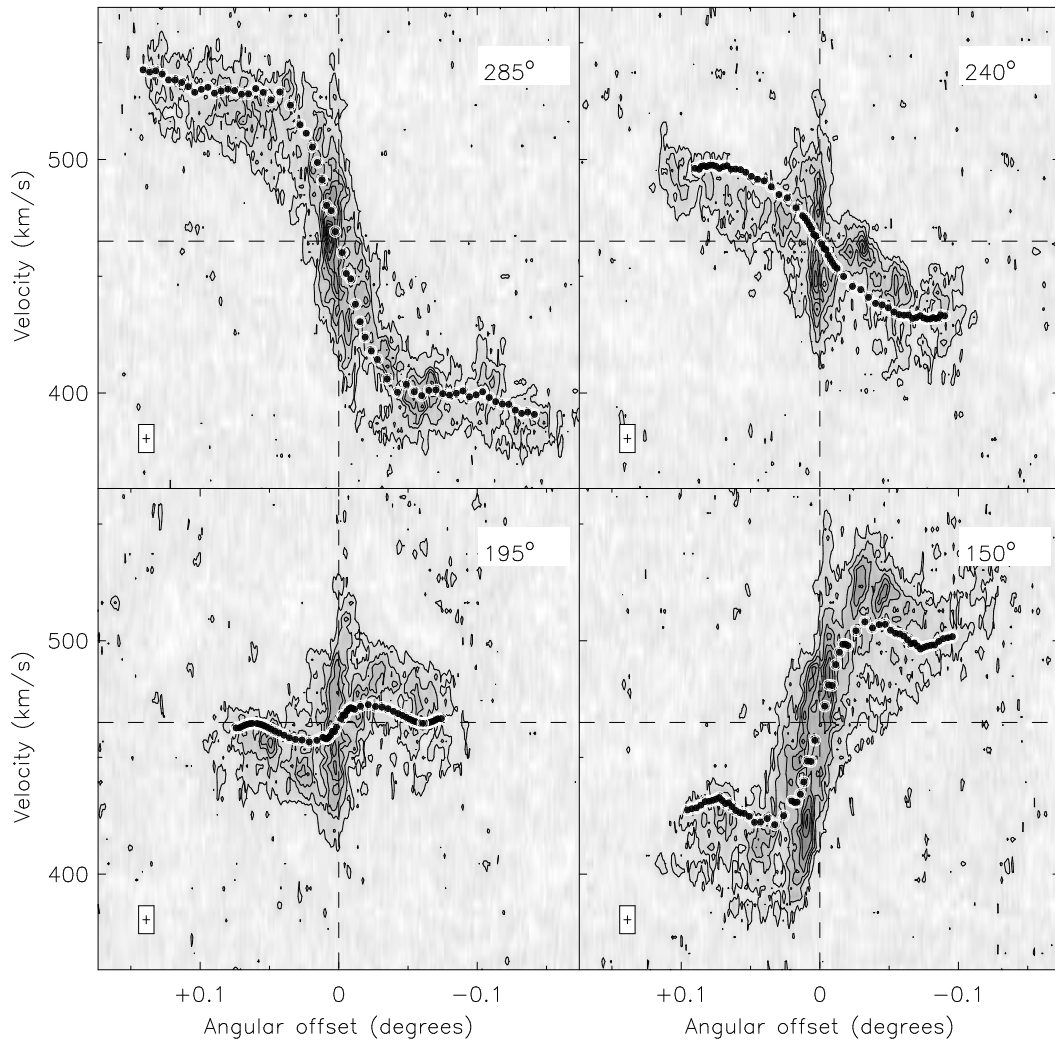 285°
240°
500
400
Velocity (km/s)
195°
150°
500
400
Velocity (km/s)
+0.1 0 -0.1
+0.1 0 -0.1
Angular offset (degrees)
Angular offset (degrees)